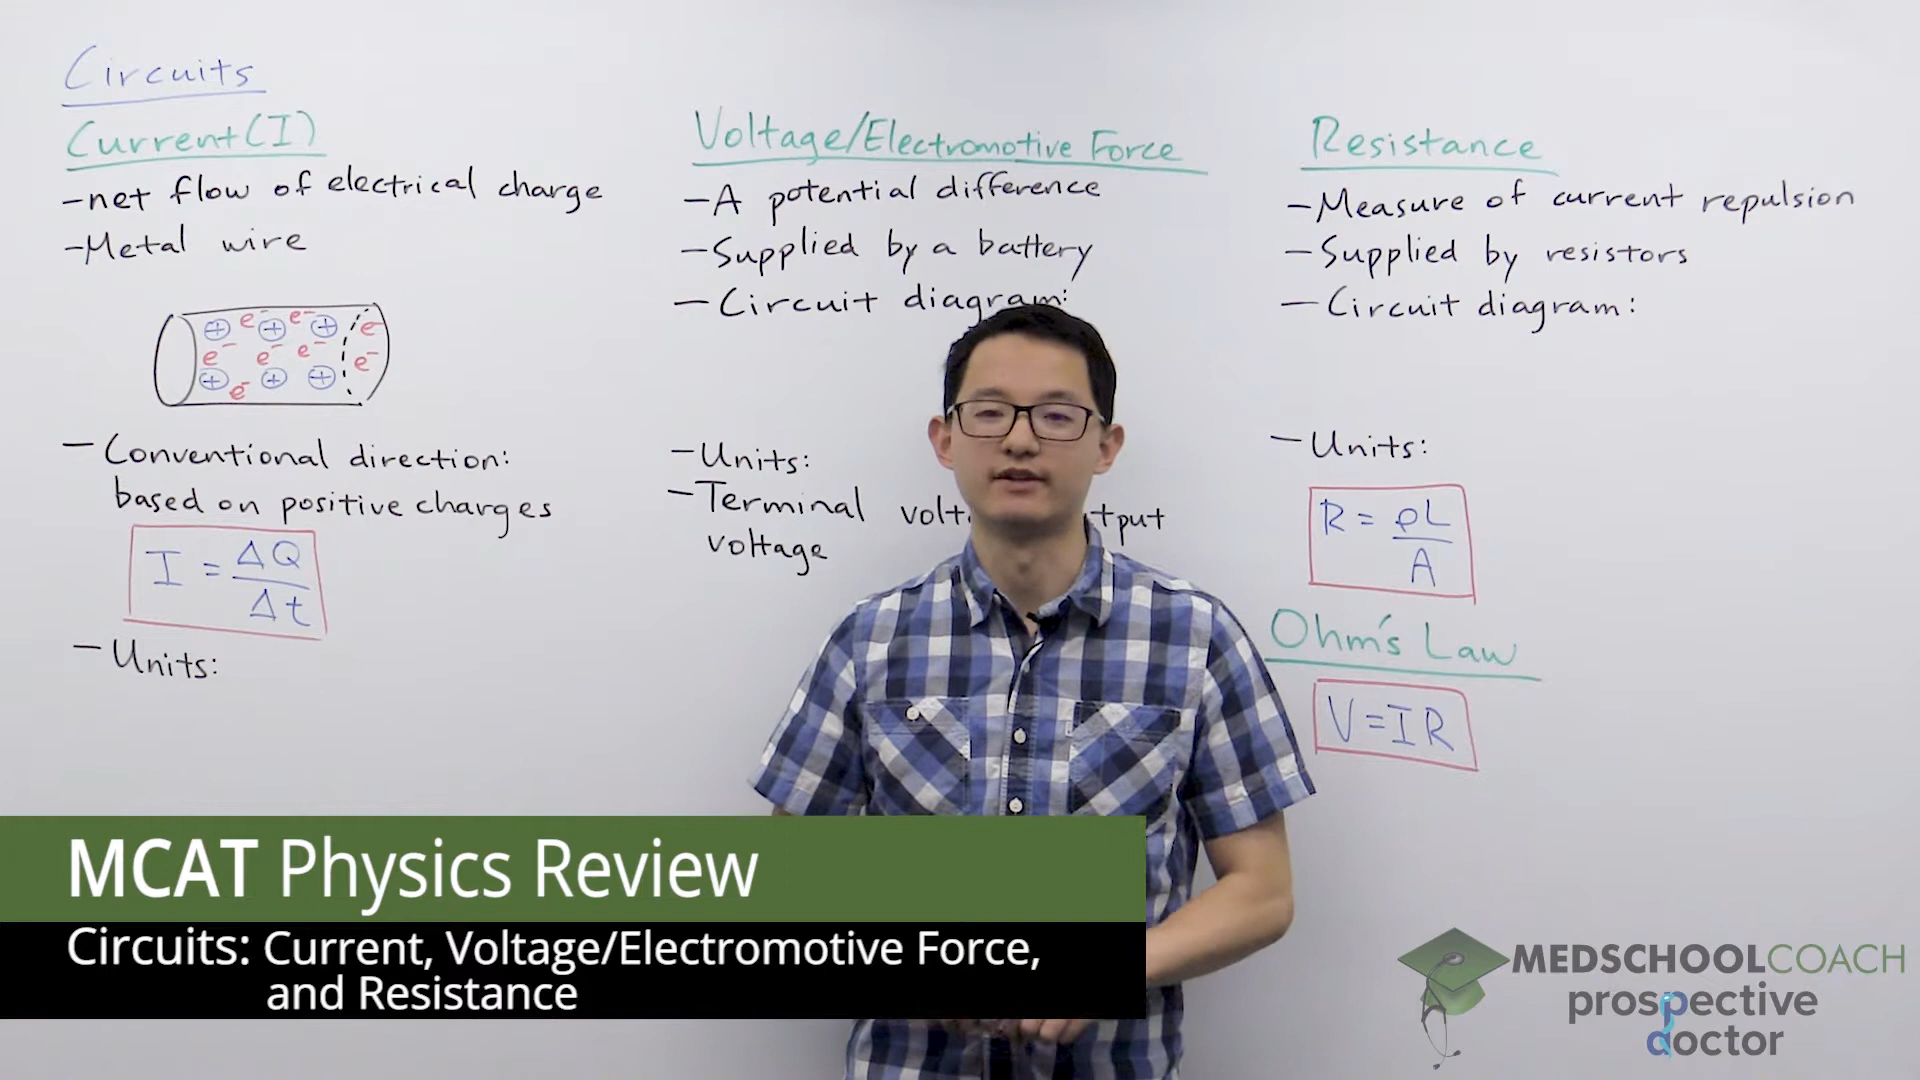 Circuits
Current (I)
-net flow of electrical charge
-Metal wire
+ e⁻ + e⁻ + e⁻
e⁻ e⁻ e⁻ e⁻
+ e⁻ + +
- Conventional direction:
based on positive charges
I = ΔQ/Δt
- Units:
Voltage/Electromotive Force
-A potential difference
-Supplied by a battery
- Circuit diagram:
- Units:
- Terminal
voltage
Resistance
- Measure of current repulsion
- Supplied by resistors
- Circuit diagram:
- Units:
R = ρL/A
Ohm's Law
V = IR
MCAT Physics Review
Circuits: Current, Voltage/Electromotive Force,
and Resistance
MEDSCHOOLCOACH
prospective
doctor